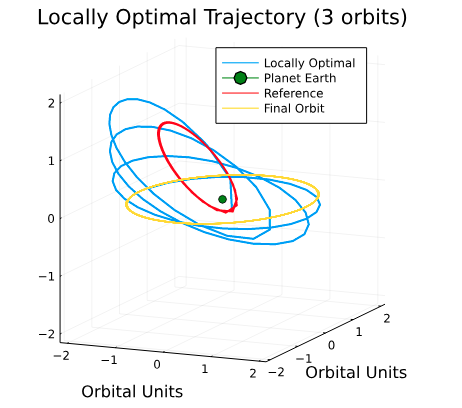 Locally Optimal Trajectory (3 orbits)
Locally Optimal
Planet Earth
Reference
Final Orbit
2
1
0
−1
−2
−2
−1
0
1
2
−2
−1
0
1
2
Orbital Units
Orbital Units